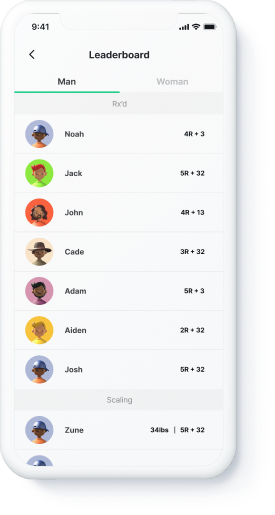 9:41
Leaderboard
Man Woman
Rx'd
Noah 4R + 3
Jack 5R + 32
John 4R + 13
Cade 3R + 32
Adam 5R + 3
Aiden 2R + 32
Josh 5R + 32
Scaling
Zune 34lbs | 5R + 32